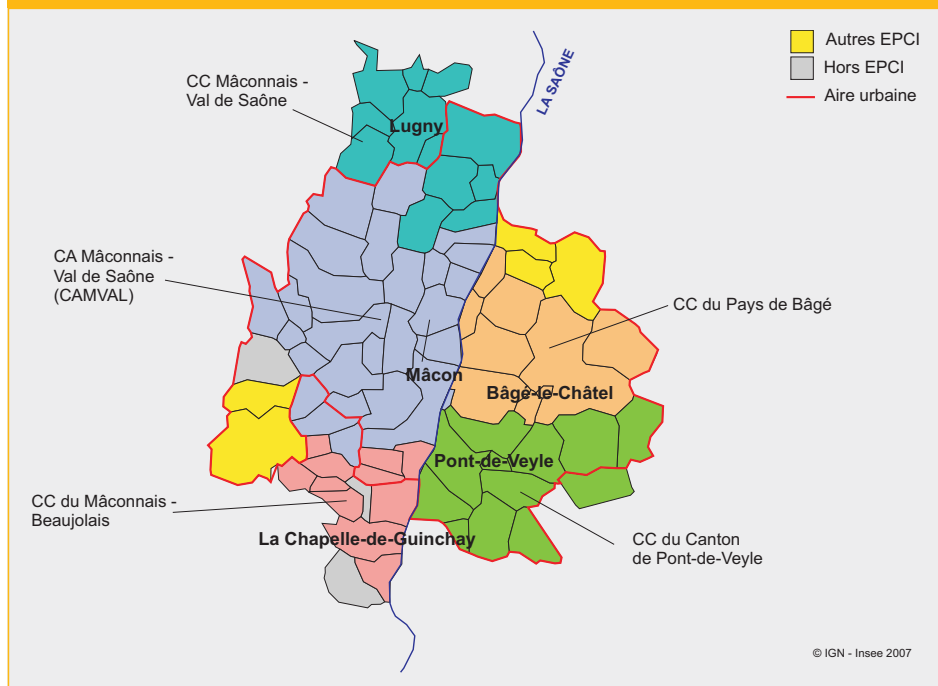 Autres EPCI
Hors EPCI
Aire urbaine
LA SAÔNE
CC Mâconnais -
Val de Saône
Lugny
CA Mâconnais -
Val de Saône
(CAMVAL)
CC du Pays de Bâgé
Mâcon
Bâgé-le-Châtel
Pont-de-Veyle
CC du Mâconnais -
Beaujolais
La Chapelle-de-Guinchay
CC du Canton
de Pont-de-Veyle
© IGN - Insee 2007